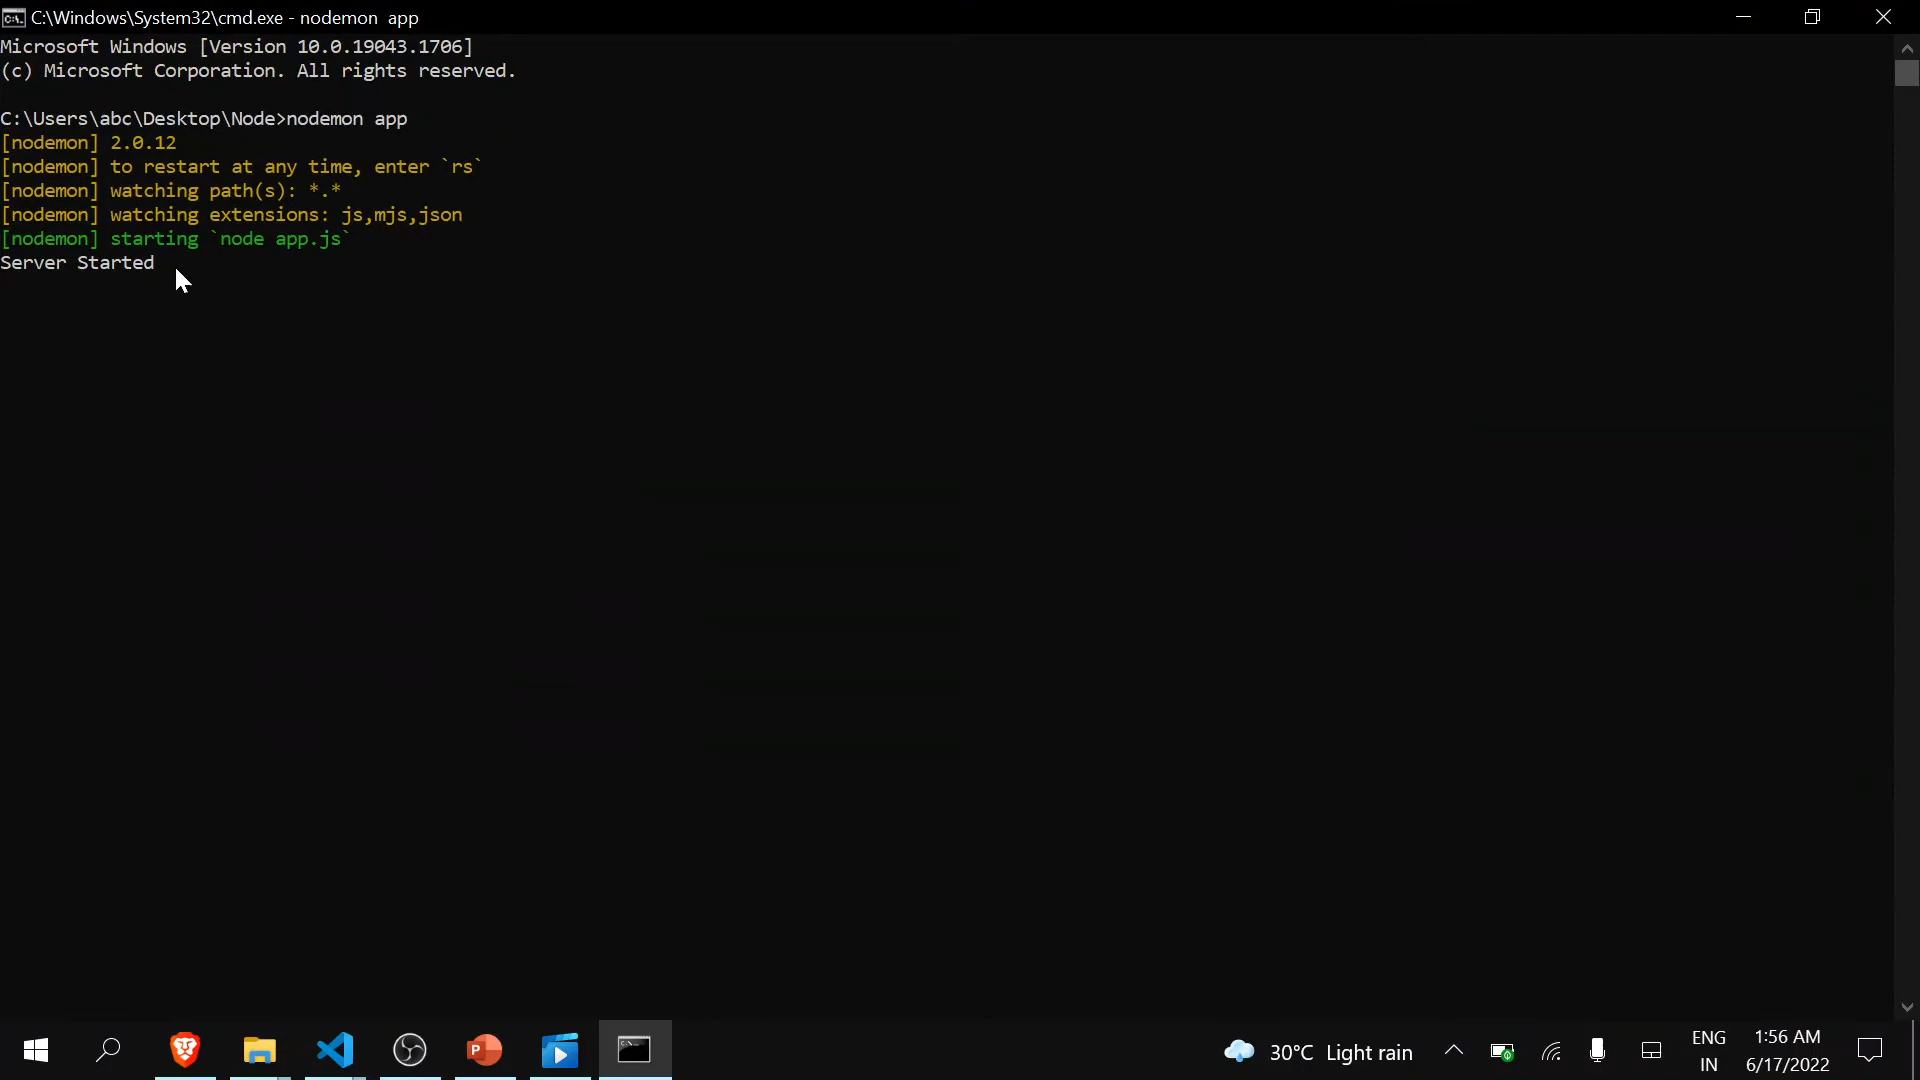 C:\Windows\System32\cmd.exe - nodemon  app
Microsoft Windows [Version 10.0.19043.1706]
(c) Microsoft Corporation. All rights reserved.
C:\Users\abc\Desktop\Node>nodemon app
[nodemon] 2.0.12
[nodemon] to restart at any time, enter `rs`
[nodemon] watching path(s): *.*
[nodemon] watching extensions: js,mjs,json
[nodemon] starting `node app.js`
Server Started
30°C Light rain
ENG
IN
1:56 AM
6/17/2022